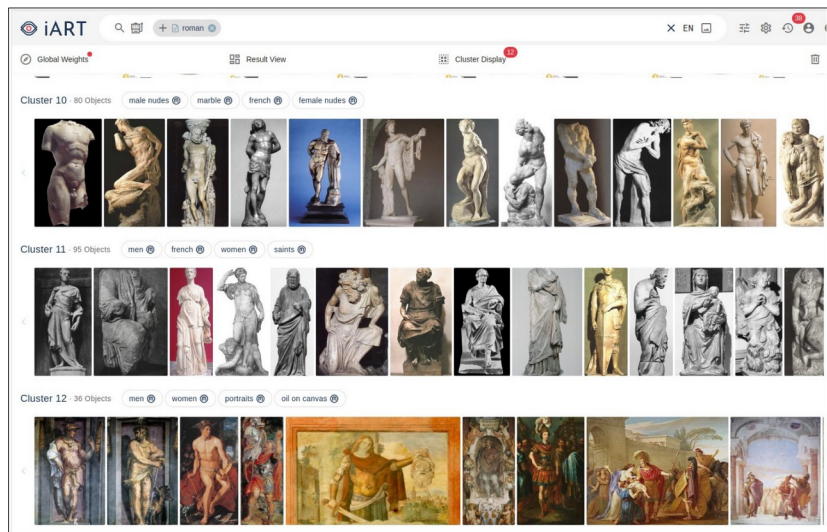 iART + roman EN 38
Global Weights Result View Cluster Display 12
Cluster 10 · 80 Objects male nudes marble french female nudes
Cluster 11 · 95 Objects men french women saints
Cluster 12 · 36 Objects men women portraits oil on canvas